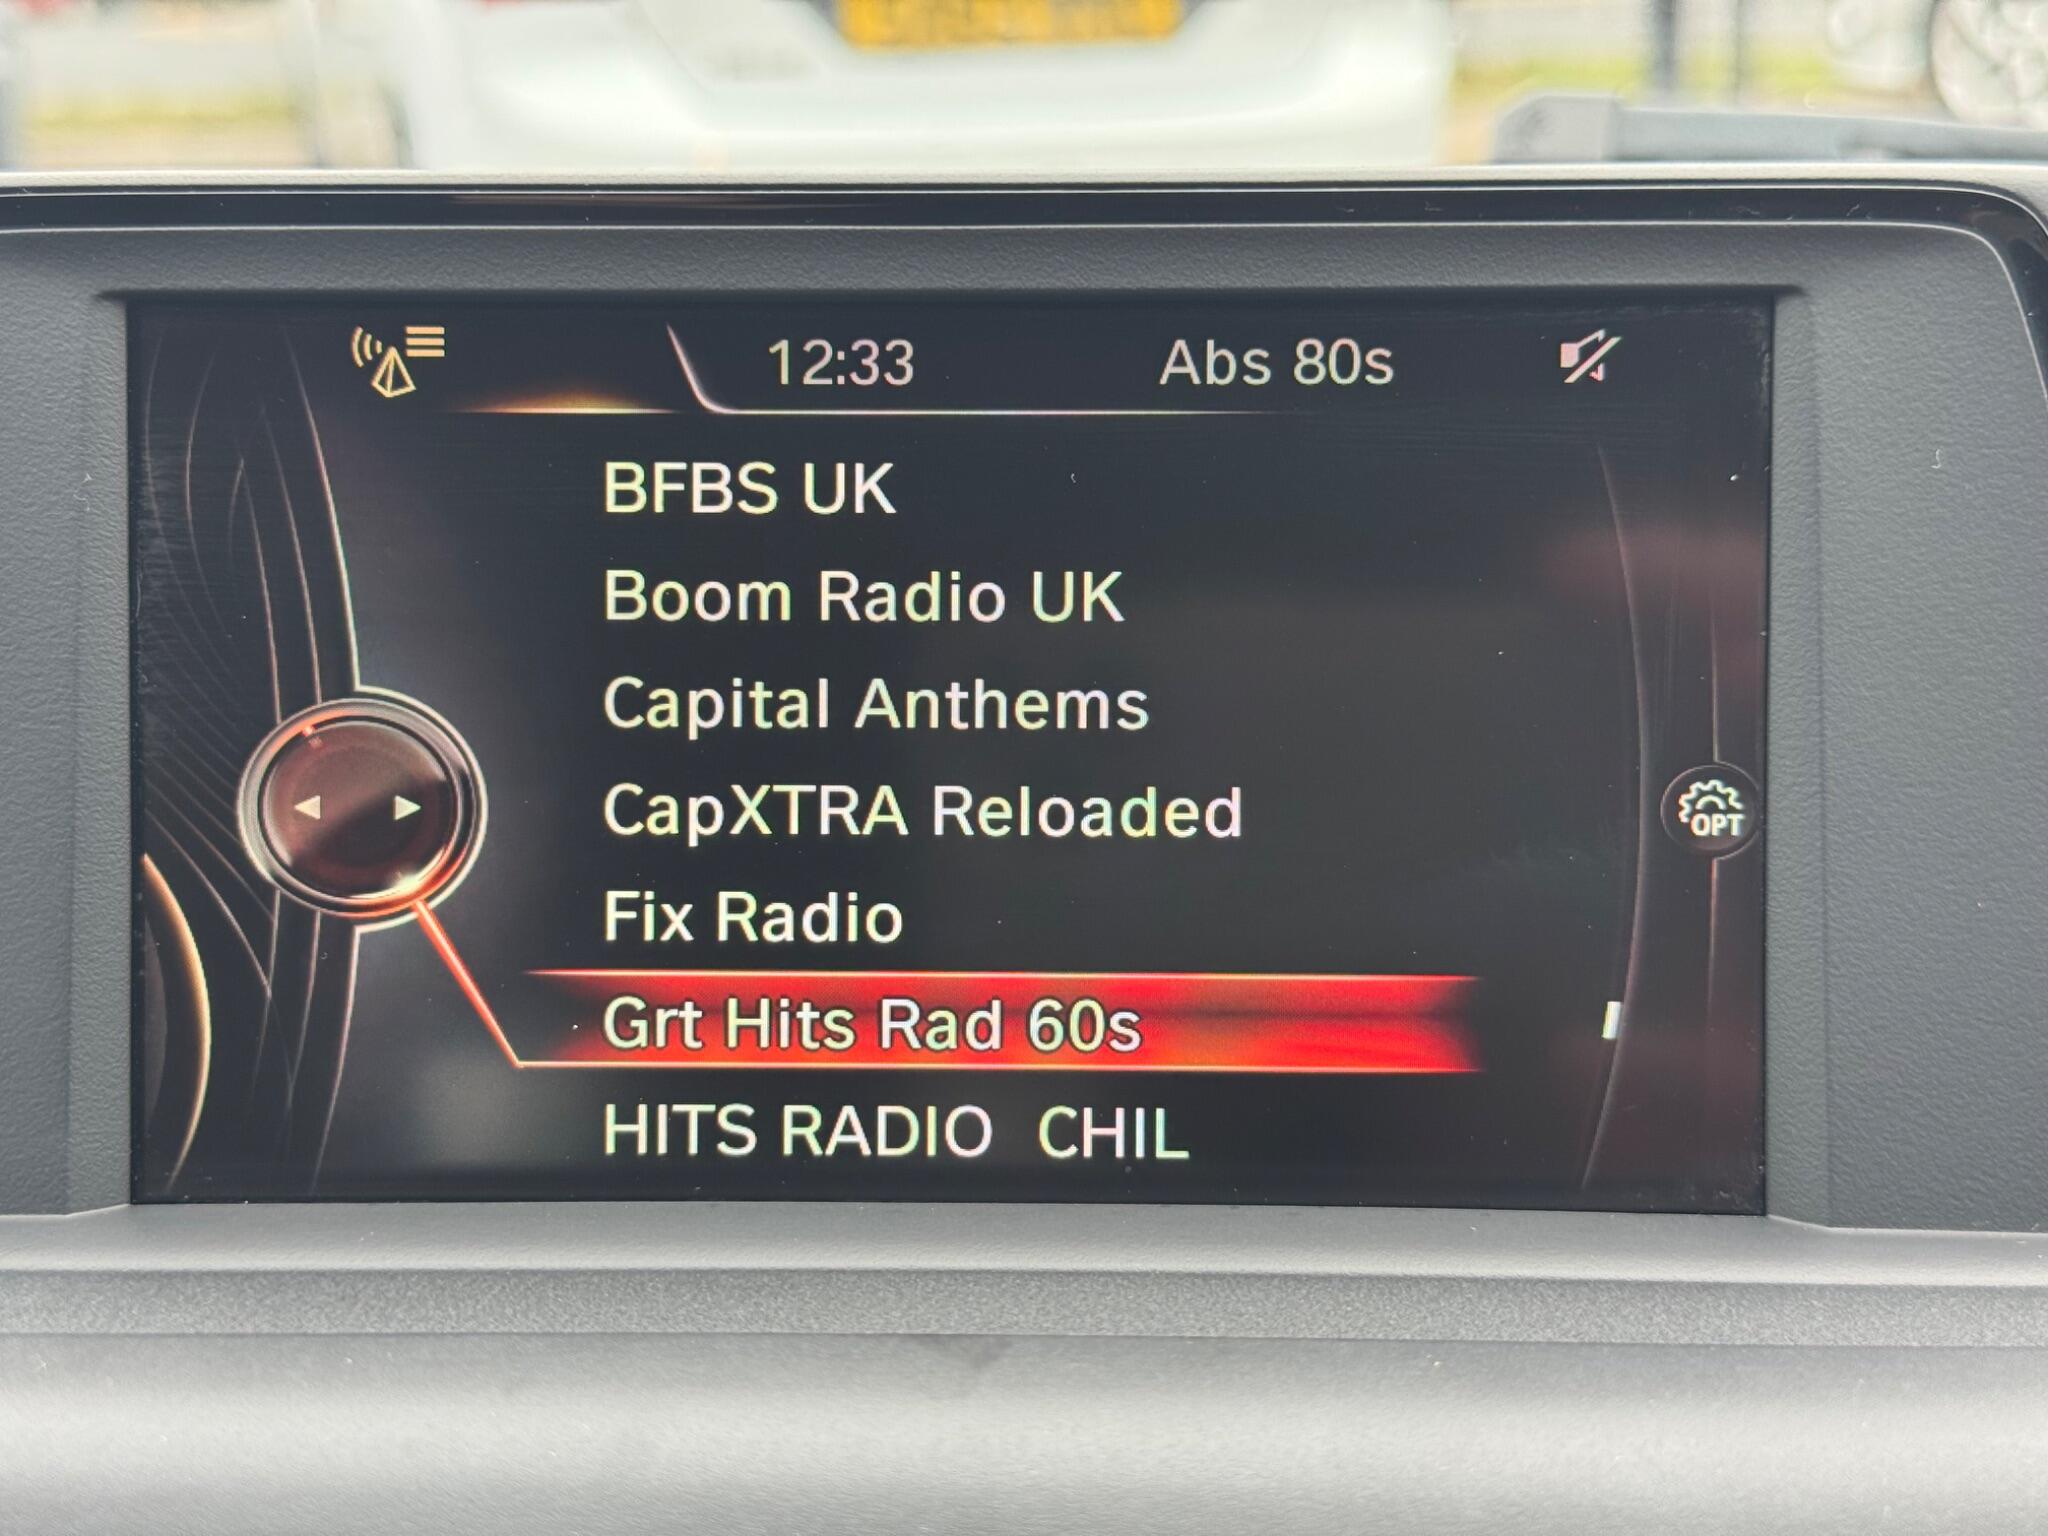 12:33 Abs 80s
BFBS UK
Boom Radio UK
Capital Anthems
CapXTRA Reloaded
OPT
Fix Radio
Grt Hits Rad 60s
HITS RADIO CHIL